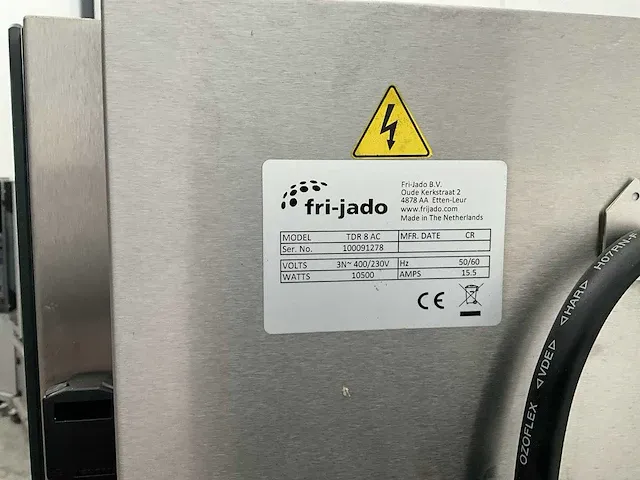 fri-jado
Fri-Jado B.V.
Oude Kerkstraat 2
4878 AA Etten-Leur
www.frijado.com
Made in The Netherlands
MODEL TDR 8 AC MFR. DATE CR
Ser. No. 100091278
VOLTS 3N~ 400/230V Hz 50/60
WATTS 10500 AMPS 15.5
CE
OZOFLEX ◁VDE▷ ◁HAR▷ H07RN-F